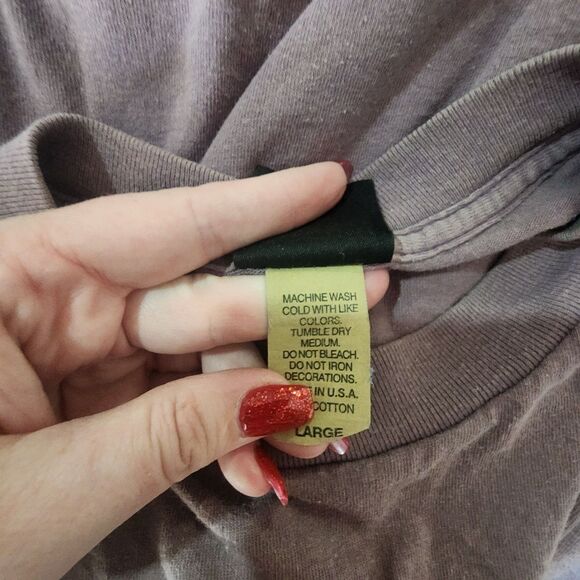 MACHINE WASH
COLD WITH LIKE
COLORS.
TUMBLE DRY
MEDIUM.
DO NOT BLEACH.
DO NOT IRON
DECORATIONS.
IN U.S.A.
COTTON
LARGE